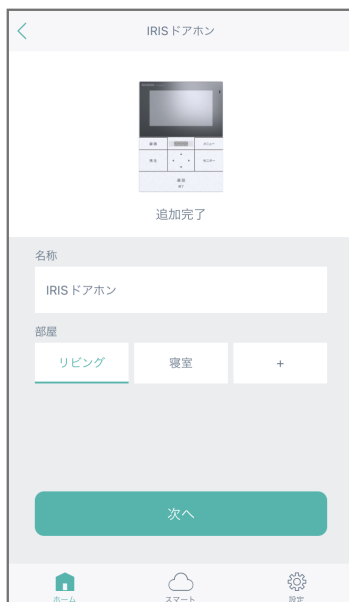 IRISドアホン
追加完了
名称
IRISドアホン
部屋
リビング
寝室
+
次へ
ホーム
スマート
設定